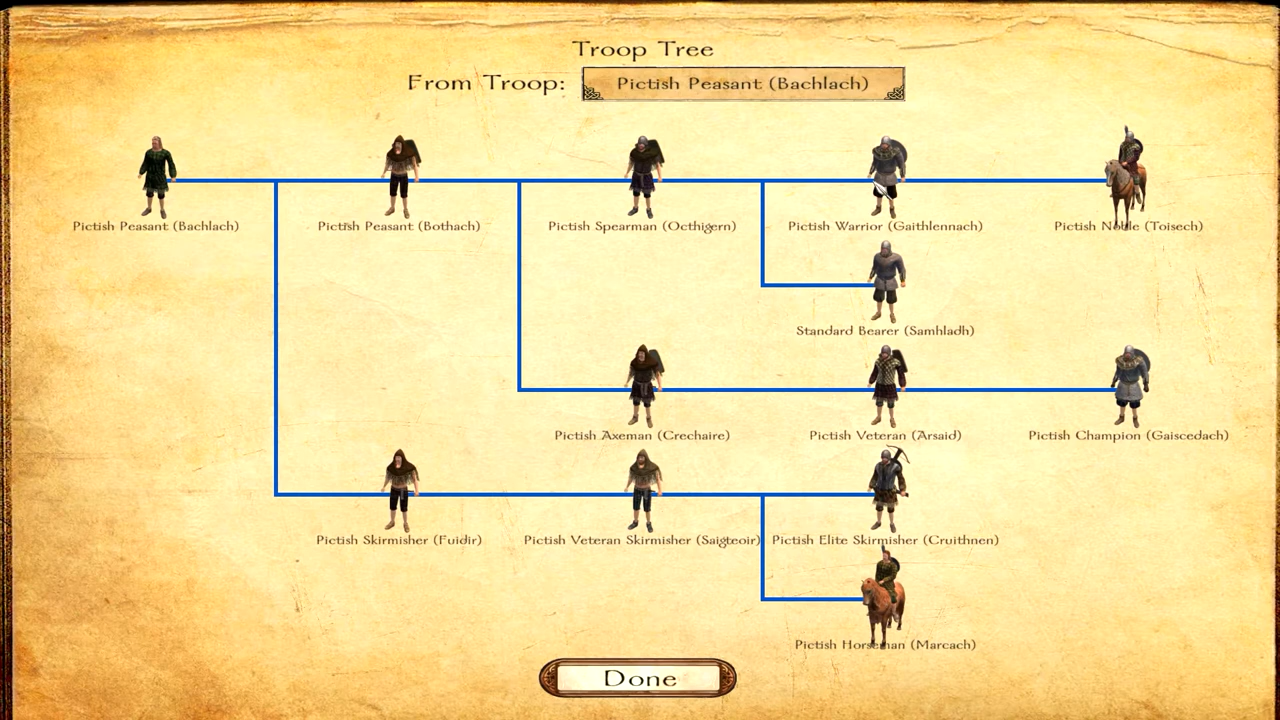 Troop Tree
From Troop: Pictish Peasant (Bachlach)
Pictish Peasant (Bachlach) Pictish Peasant (Bothach) Pictish Spearman (Octhigern) Pictish Warrior (Gaithlennach) Pictish Noble (Toisech)
Standard Bearer (Samhladh)
Pictish Axeman (Crechaire) Pictish Veteran (Arsaid) Pictish Champion (Gaiscedach)
Pictish Skirmisher (Fuidir) Pictish Veteran Skirmisher (Saigteoir) Pictish Elite Skirmisher (Cruithnen)
Pictish Horseman (Marcach)
Done